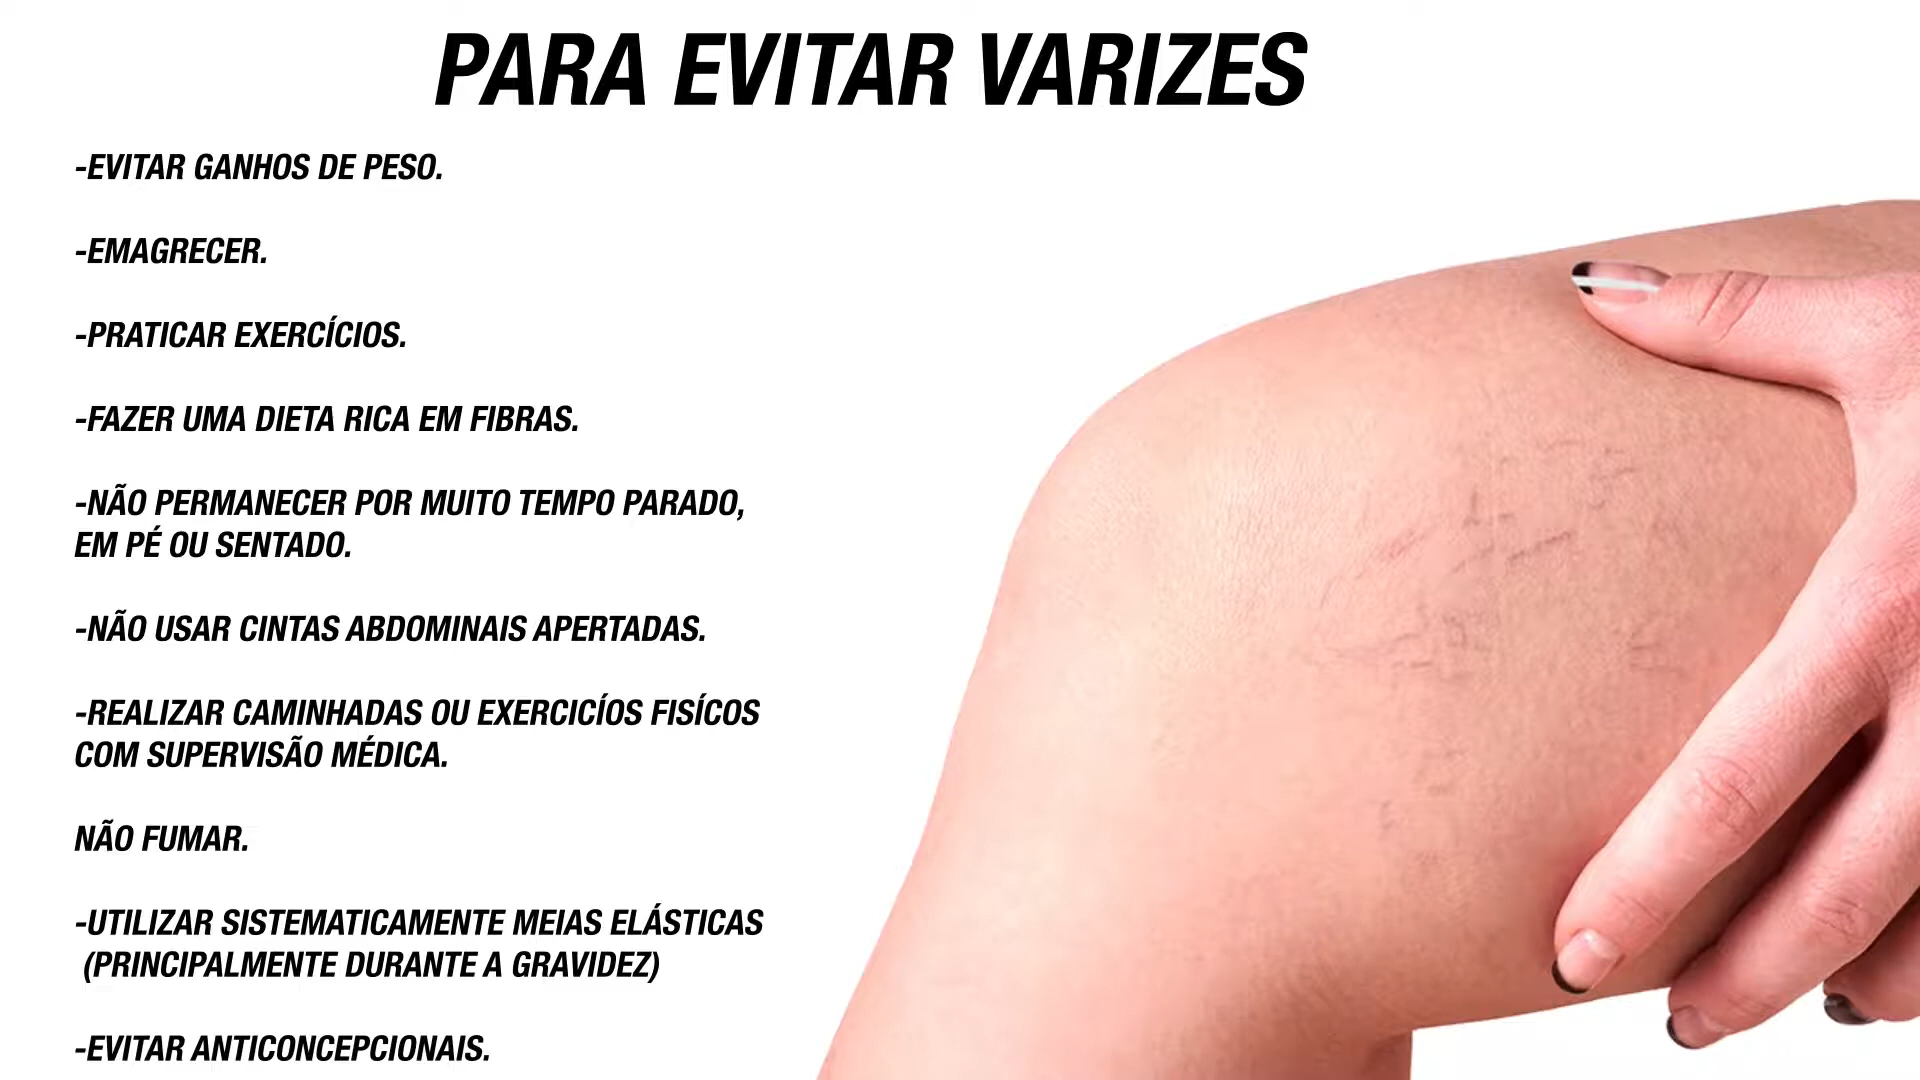 PARA EVITAR VARIZES
-EVITAR GANHOS DE PESO.
-EMAGRECER.
-PRATICAR EXERCÍCIOS.
-FAZER UMA DIETA RICA EM FIBRAS.
-NÃO PERMANECER POR MUITO TEMPO PARADO,
EM PÉ OU SENTADO.
-NÃO USAR CINTAS ABDOMINAIS APERTADAS.
-REALIZAR CAMINHADAS OU EXERCICÍOS FISÍCOS
COM SUPERVISÃO MÉDICA.
NÃO FUMAR.
-UTILIZAR SISTEMATICAMENTE MEIAS ELÁSTICAS
(PRINCIPALMENTE DURANTE A GRAVIDEZ)
-EVITAR ANTICONCEPCIONAIS.